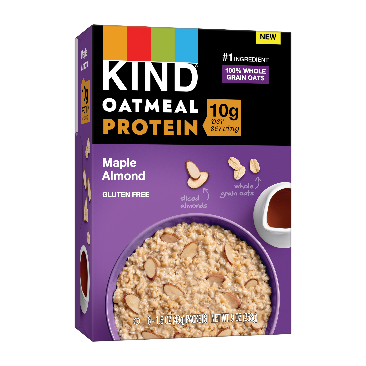 NEW
KIND
#1 INGREDIENT
100% WHOLE
GRAIN OATS
OATMEAL
PROTEIN
10g
per
serving
Maple
Almond
GLUTEN FREE
sliced
almonds
whole
grain oats
10g